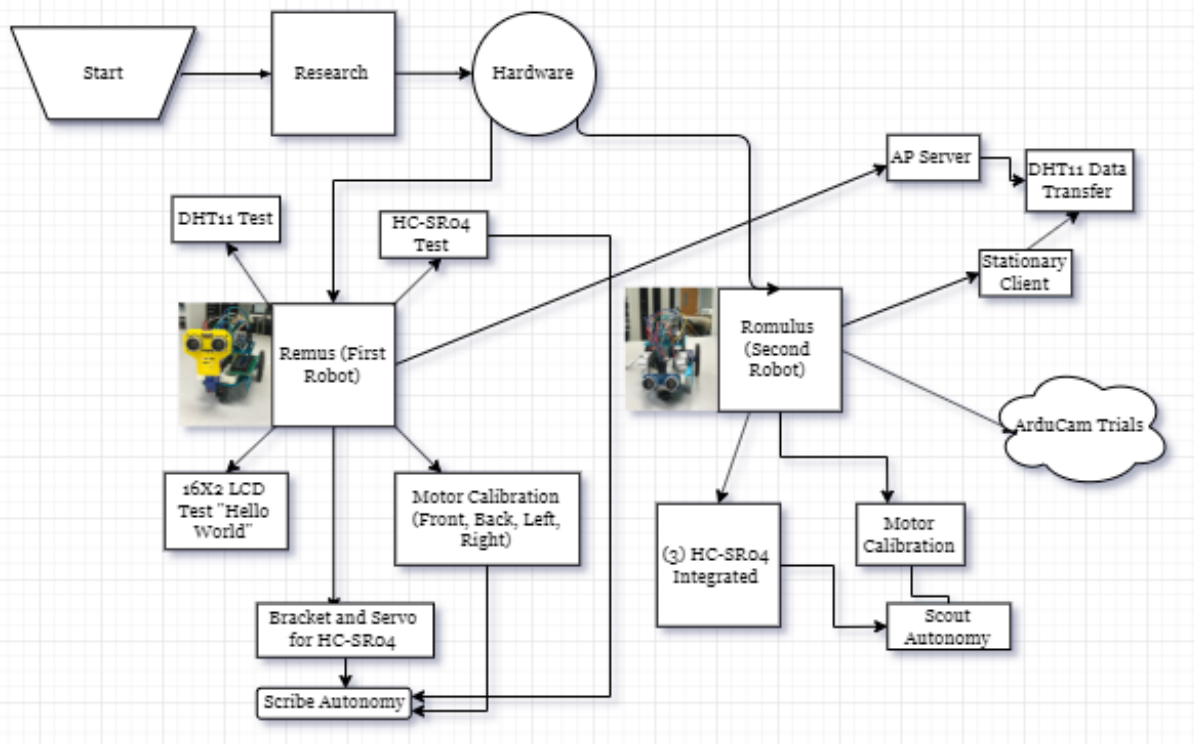 Start
Research
Hardware
AP Server
DHT11 Data
Transfer
DHT11 Test
HC-SR04
Test
Stationary
Client
Remus (First
Robot)
Romulus
(Second
Robot)
ArduCam Trials
16X2 LCD
Test "Hello
World"
Motor Calibration
(Front, Back, Left,
Right)
(3) HC-SR04
Integrated
Motor
Calibration
Bracket and Servo
for HC-SR04
Scout
Autonomy
Scribe Autonomy